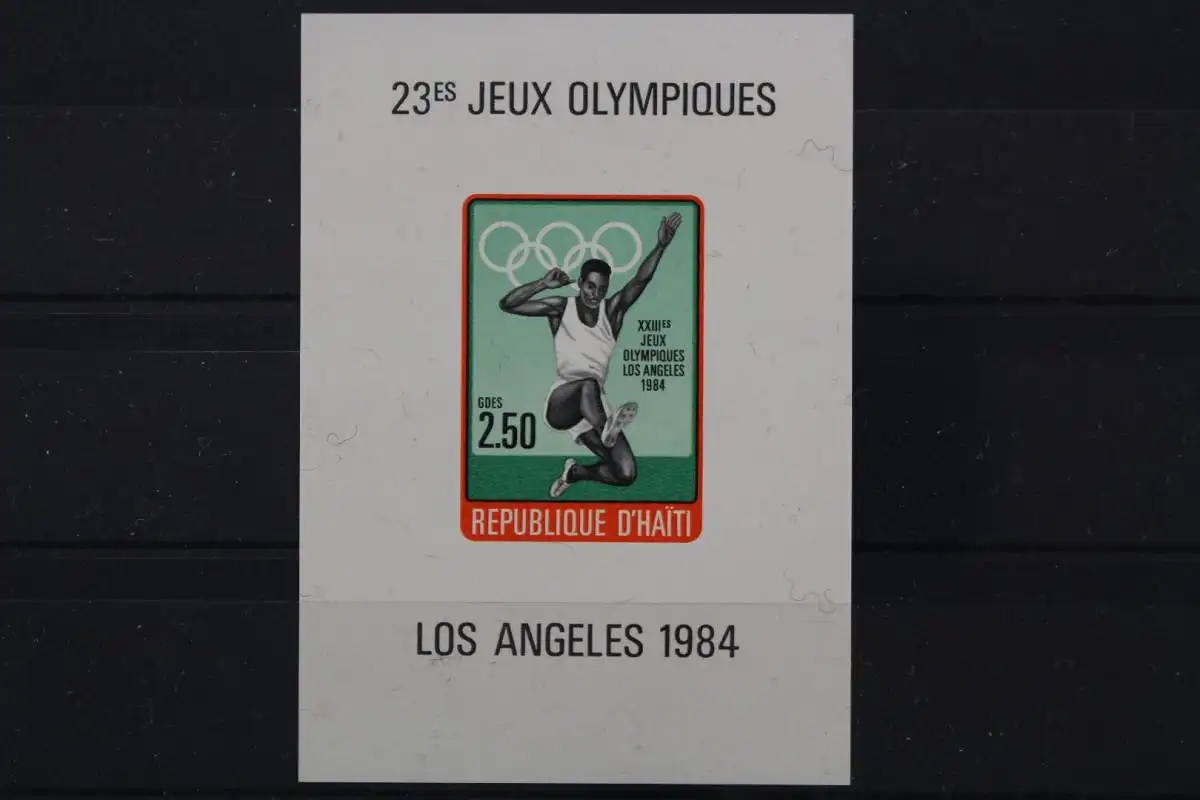 23ES JEUX OLYMPIQUES
XXIIIES
JEUX
OLYMPIQUES
LOS ANGELES
1984
GDES
2.50
REPUBLIQUE D'HAÏTI
LOS ANGELES 1984